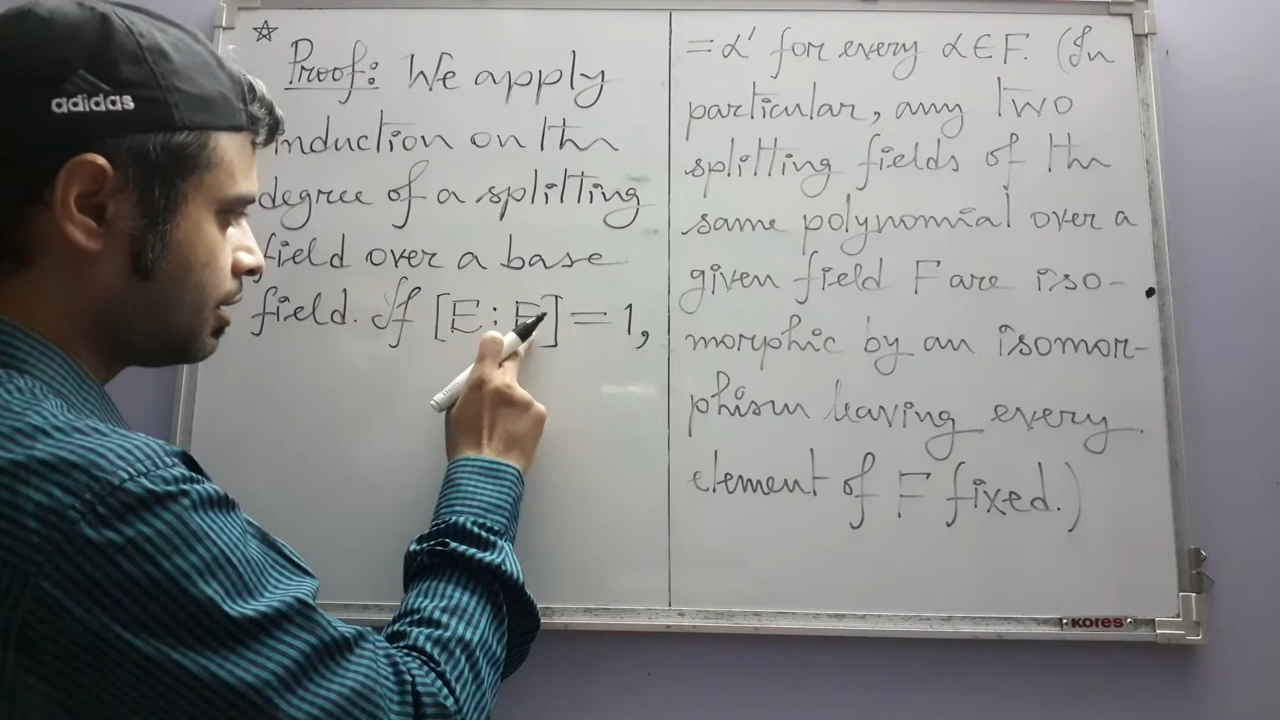 adidas
☆
Proof: We apply
induction on the
degree of a splitting
field over a base
field. If [E:F]=1,
=α' for every α∈F. (In
particular, any two
splitting fields of the
same polynomial over a
given field F are iso-
morphic by an isomor-
phism leaving every
element of F fixed.)
KORES